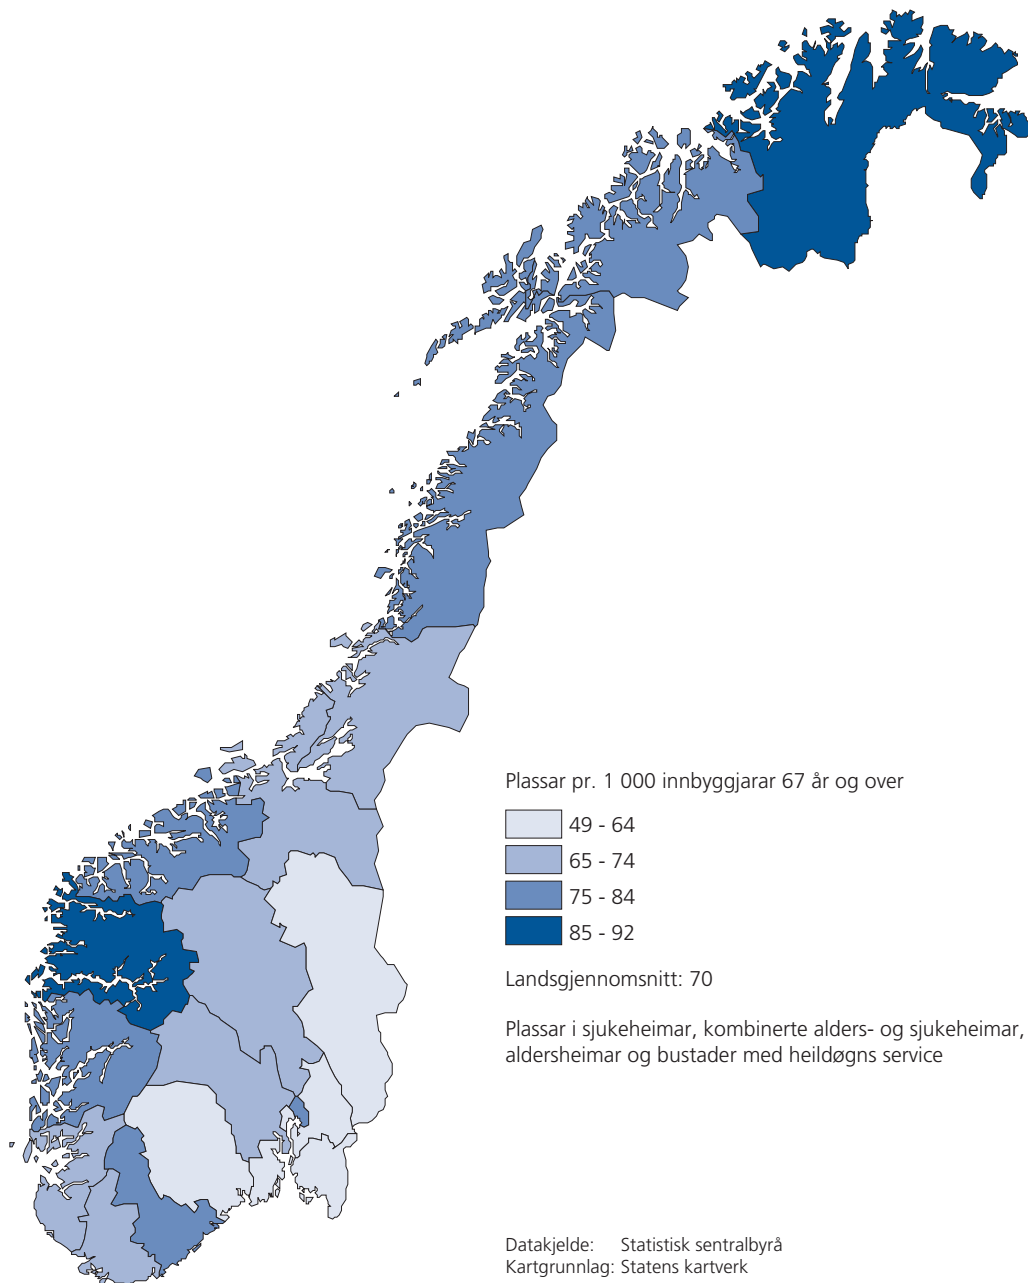 Plassar pr. 1 000 innbyggjarar 67 år og over
49 - 64
65 - 74
75 - 84
85 - 92
Landsgjennomsnitt: 70
Plassar i sjukeheimar, kombinerte alders- og sjukeheimar,
aldersheimar og bustader med heildøgns service
Datakjelde: Statistisk sentralbyrå
Kartgrunnlag: Statens kartverk